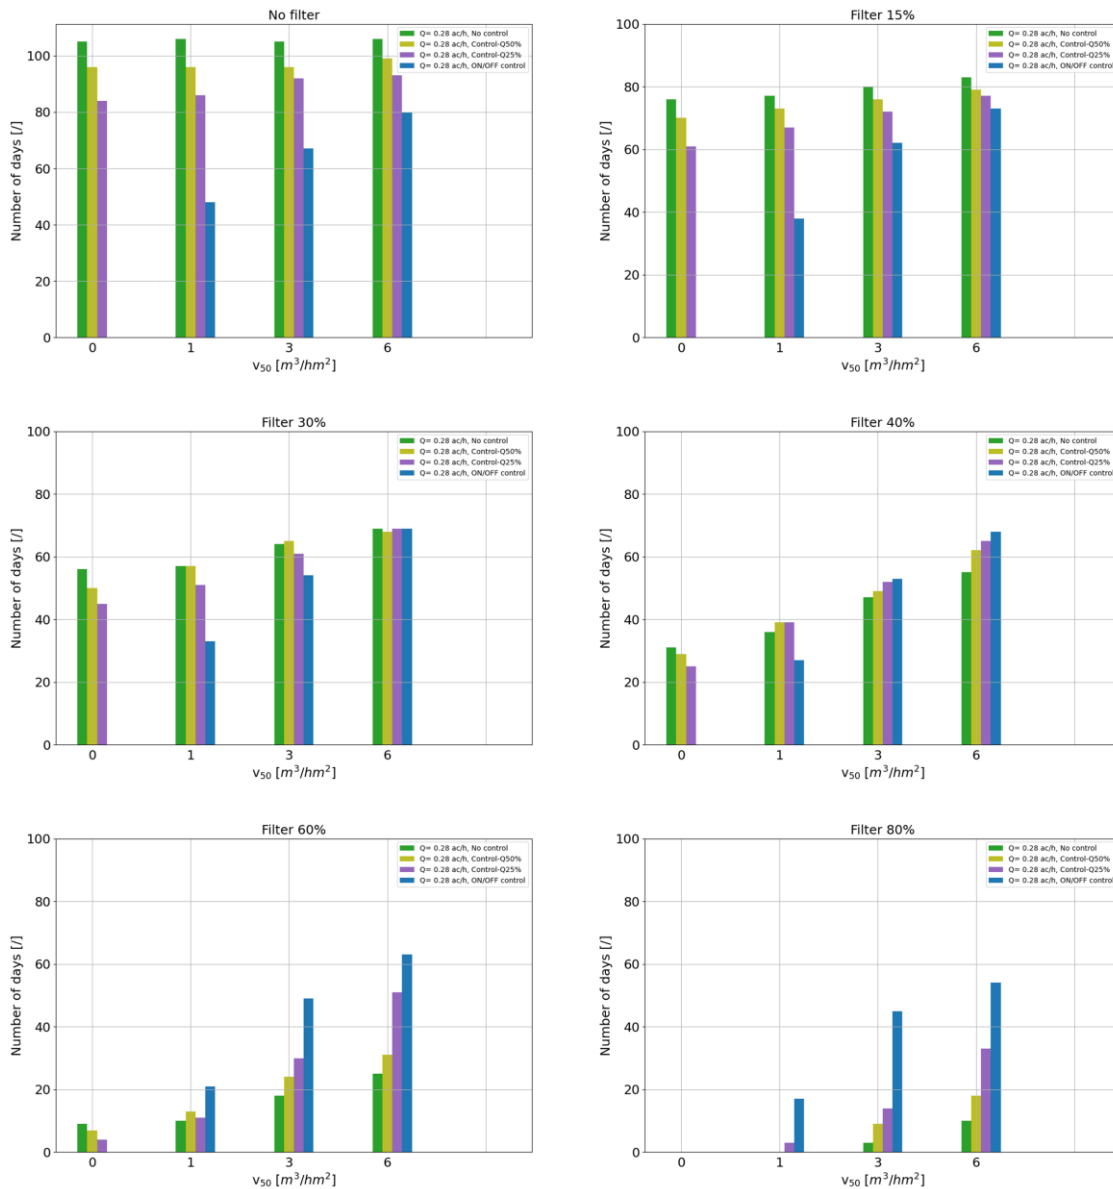 No filter
Number of days [/]
100
80
60
40
20
0
Q= 0.28 ac/h, No control
Q= 0.28 ac/h, Control-Q50%
Q= 0.28 ac/h, Control-Q25%
Q= 0.28 ac/h, ON/OFF control
0 1 3 6
v₅₀ [m³/hm²]
Filter 15%
Number of days [/]
100
80
60
40
20
0
Q= 0.28 ac/h, No control
Q= 0.28 ac/h, Control-Q50%
Q= 0.28 ac/h, Control-Q25%
Q= 0.28 ac/h, ON/OFF control
0 1 3 6
v₅₀ [m³/hm²]
Filter 30%
Number of days [/]
100
80
60
40
20
0
Q= 0.28 ac/h, No control
Q= 0.28 ac/h, Control-Q50%
Q= 0.28 ac/h, Control-Q25%
Q= 0.28 ac/h, ON/OFF control
0 1 3 6
v₅₀ [m³/hm²]
Filter 40%
Number of days [/]
100
80
60
40
20
0
Q= 0.28 ac/h, No control
Q= 0.28 ac/h, Control-Q50%
Q= 0.28 ac/h, Control-Q25%
Q= 0.28 ac/h, ON/OFF control
0 1 3 6
v₅₀ [m³/hm²]
Filter 60%
Number of days [/]
100
80
60
40
20
0
Q= 0.28 ac/h, No control
Q= 0.28 ac/h, Control-Q50%
Q= 0.28 ac/h, Control-Q25%
Q= 0.28 ac/h, ON/OFF control
0 1 3 6
v₅₀ [m³/hm²]
Filter 80%
Number of days [/]
100
80
60
40
20
0
Q= 0.28 ac/h, No control
Q= 0.28 ac/h, Control-Q50%
Q= 0.28 ac/h, Control-Q25%
Q= 0.28 ac/h, ON/OFF control
0 1 3 6
v₅₀ [m³/hm²]